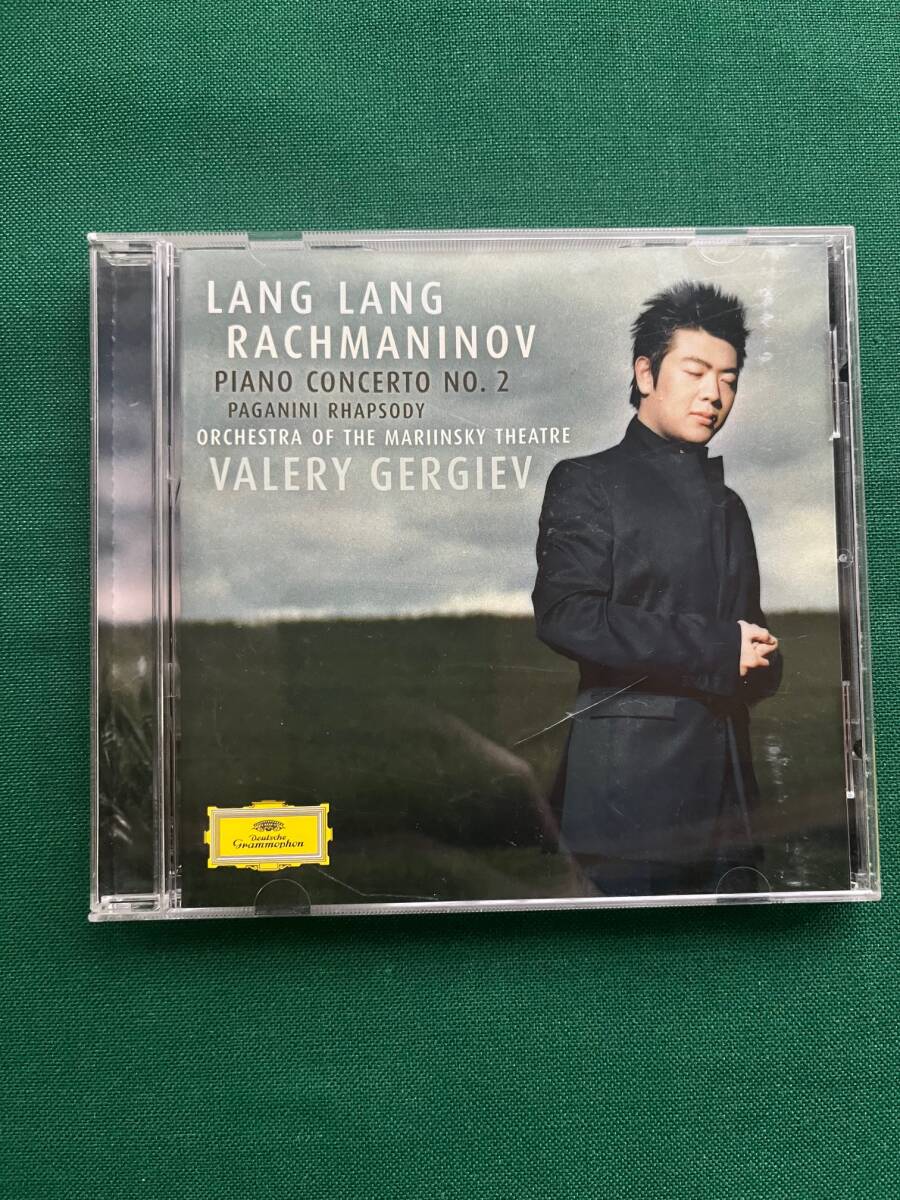 LANG LANG
RACHMANINOV
PIANO CONCERTO NO. 2
PAGANINI RHAPSODY
ORCHESTRA OF THE MARIINSKY THEATRE
VALERY GERGIEV
Deutsche
Grammophon